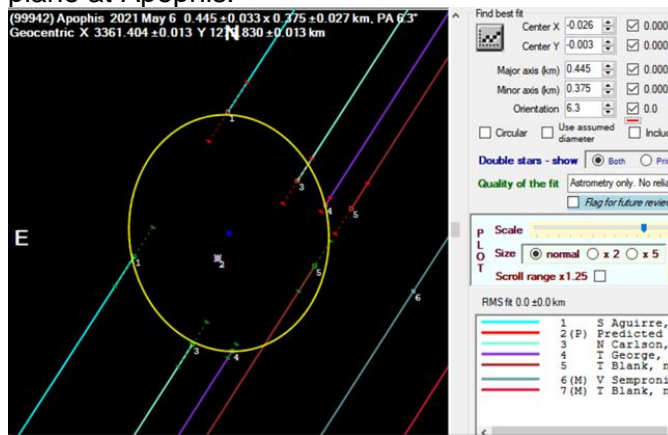 plane at Apophis.
(99942) Apophis 2021 May 6 0.445 ±0.033 x 0.375 ±0.027 km, PA 6.3°
Geocentric X 3361.404 ±0.013 Y .830 ±0.013 km
N
E
1
3
4
5
2
1
5
6
3
4
Find best fit
Center X -0.026 0.000
Center Y -0.003 0.000
Major axis (km) 0.445 0.000
Minor axis (km) 0.375 0.000
Orientation 6.3 0.0
Circular Use assumed diameter Includ
Double stars - show Both Prin
Quality of the fit Astrometry only. No relia
Flag for future review
PLOT
Scale
Size normal x 2 x 5
Scroll range x1.25
RMS fit 0.0 ±0.0 km
1 S Aguirre,
2 (P) Predicted
3 N Carlson,
4 T George,
5 T Blank, n
6 (M) V Semproni
7 (M) T Blank, n